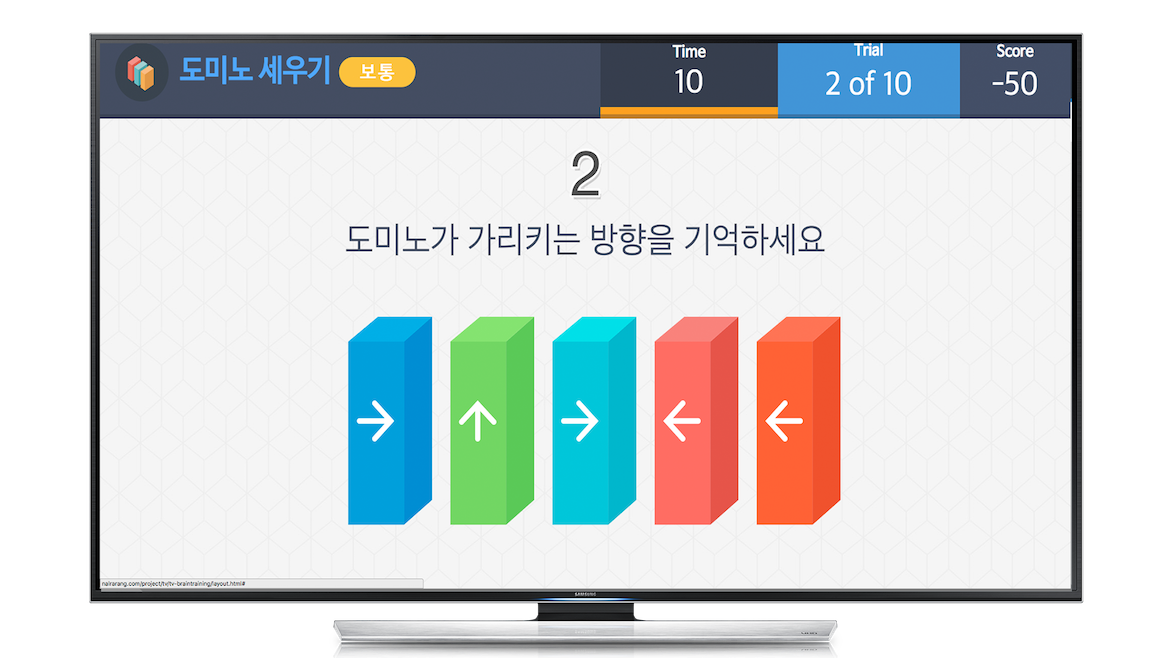 도미노 세우기
보통
Time
10
Trial
2 of 10
Score
-50
2
도미노가 가리키는 방향을 기억하세요
nairarang.com/project/tv/tv-braintraining/layout.html#
SAMSUNG